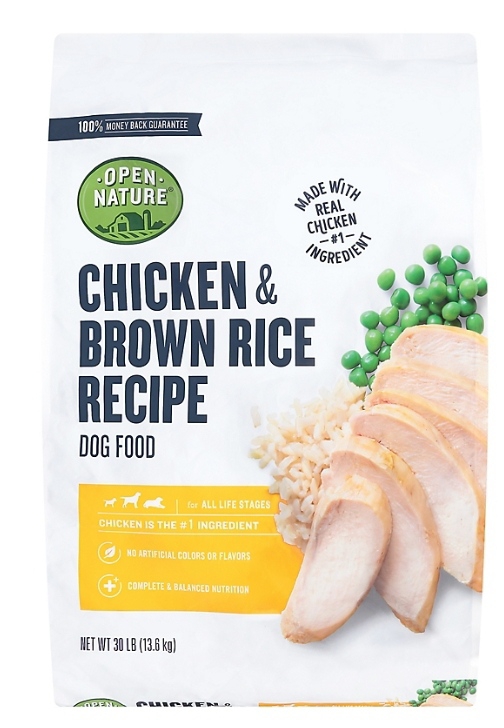 100% MONEY BACK GUARANTEE
·OPEN·
NATURE®
MADE WITH
REAL
CHICKEN
—#1—
INGREDIENT
CHICKEN &
BROWN RICE
RECIPE
DOG FOOD
for ALL LIFE STAGES
CHICKEN IS THE #1 INGREDIENT
NO ARTIFICIAL COLORS OR FLAVORS
COMPLETE & BALANCED NUTRITION
NET WT 30 LB (13.6 kg)
OPEN
CHICKEN &